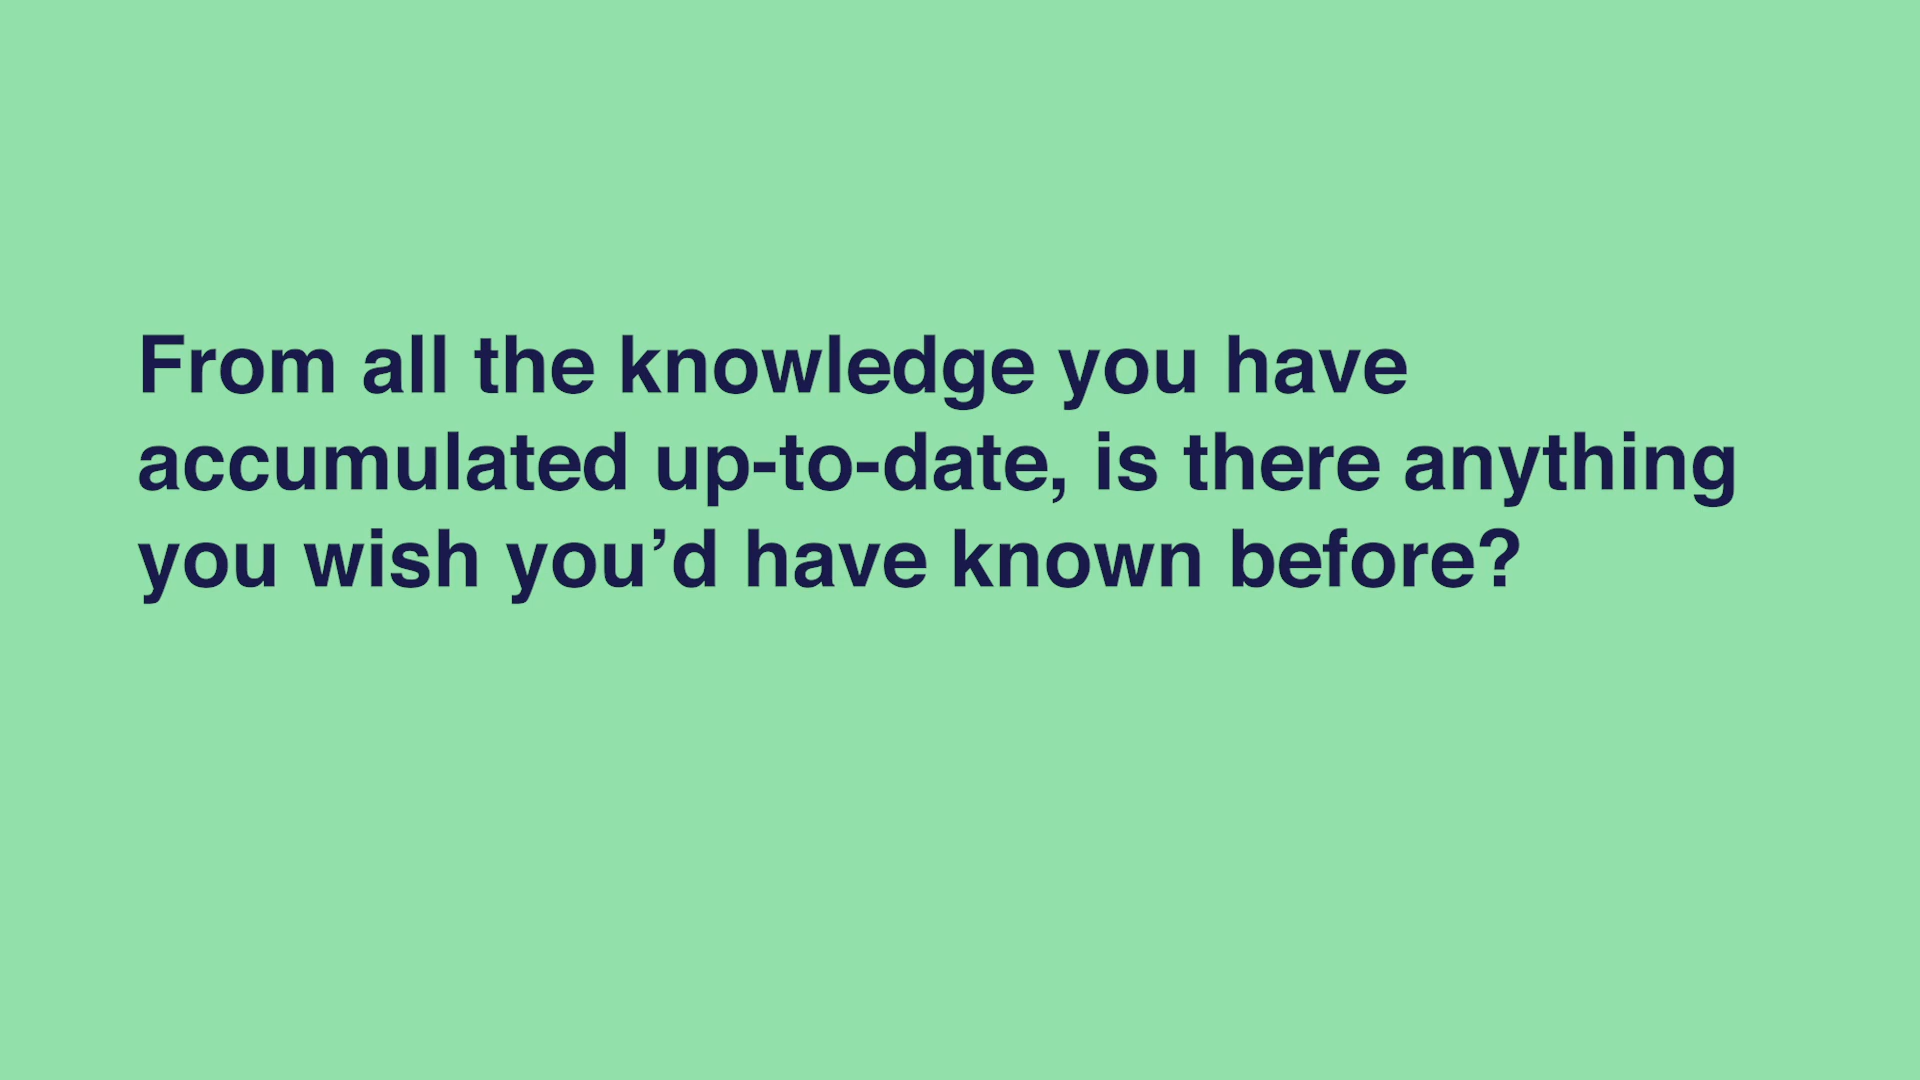 From all the knowledge you have
accumulated up-to-date, is there anything
you wish you’d have known before?